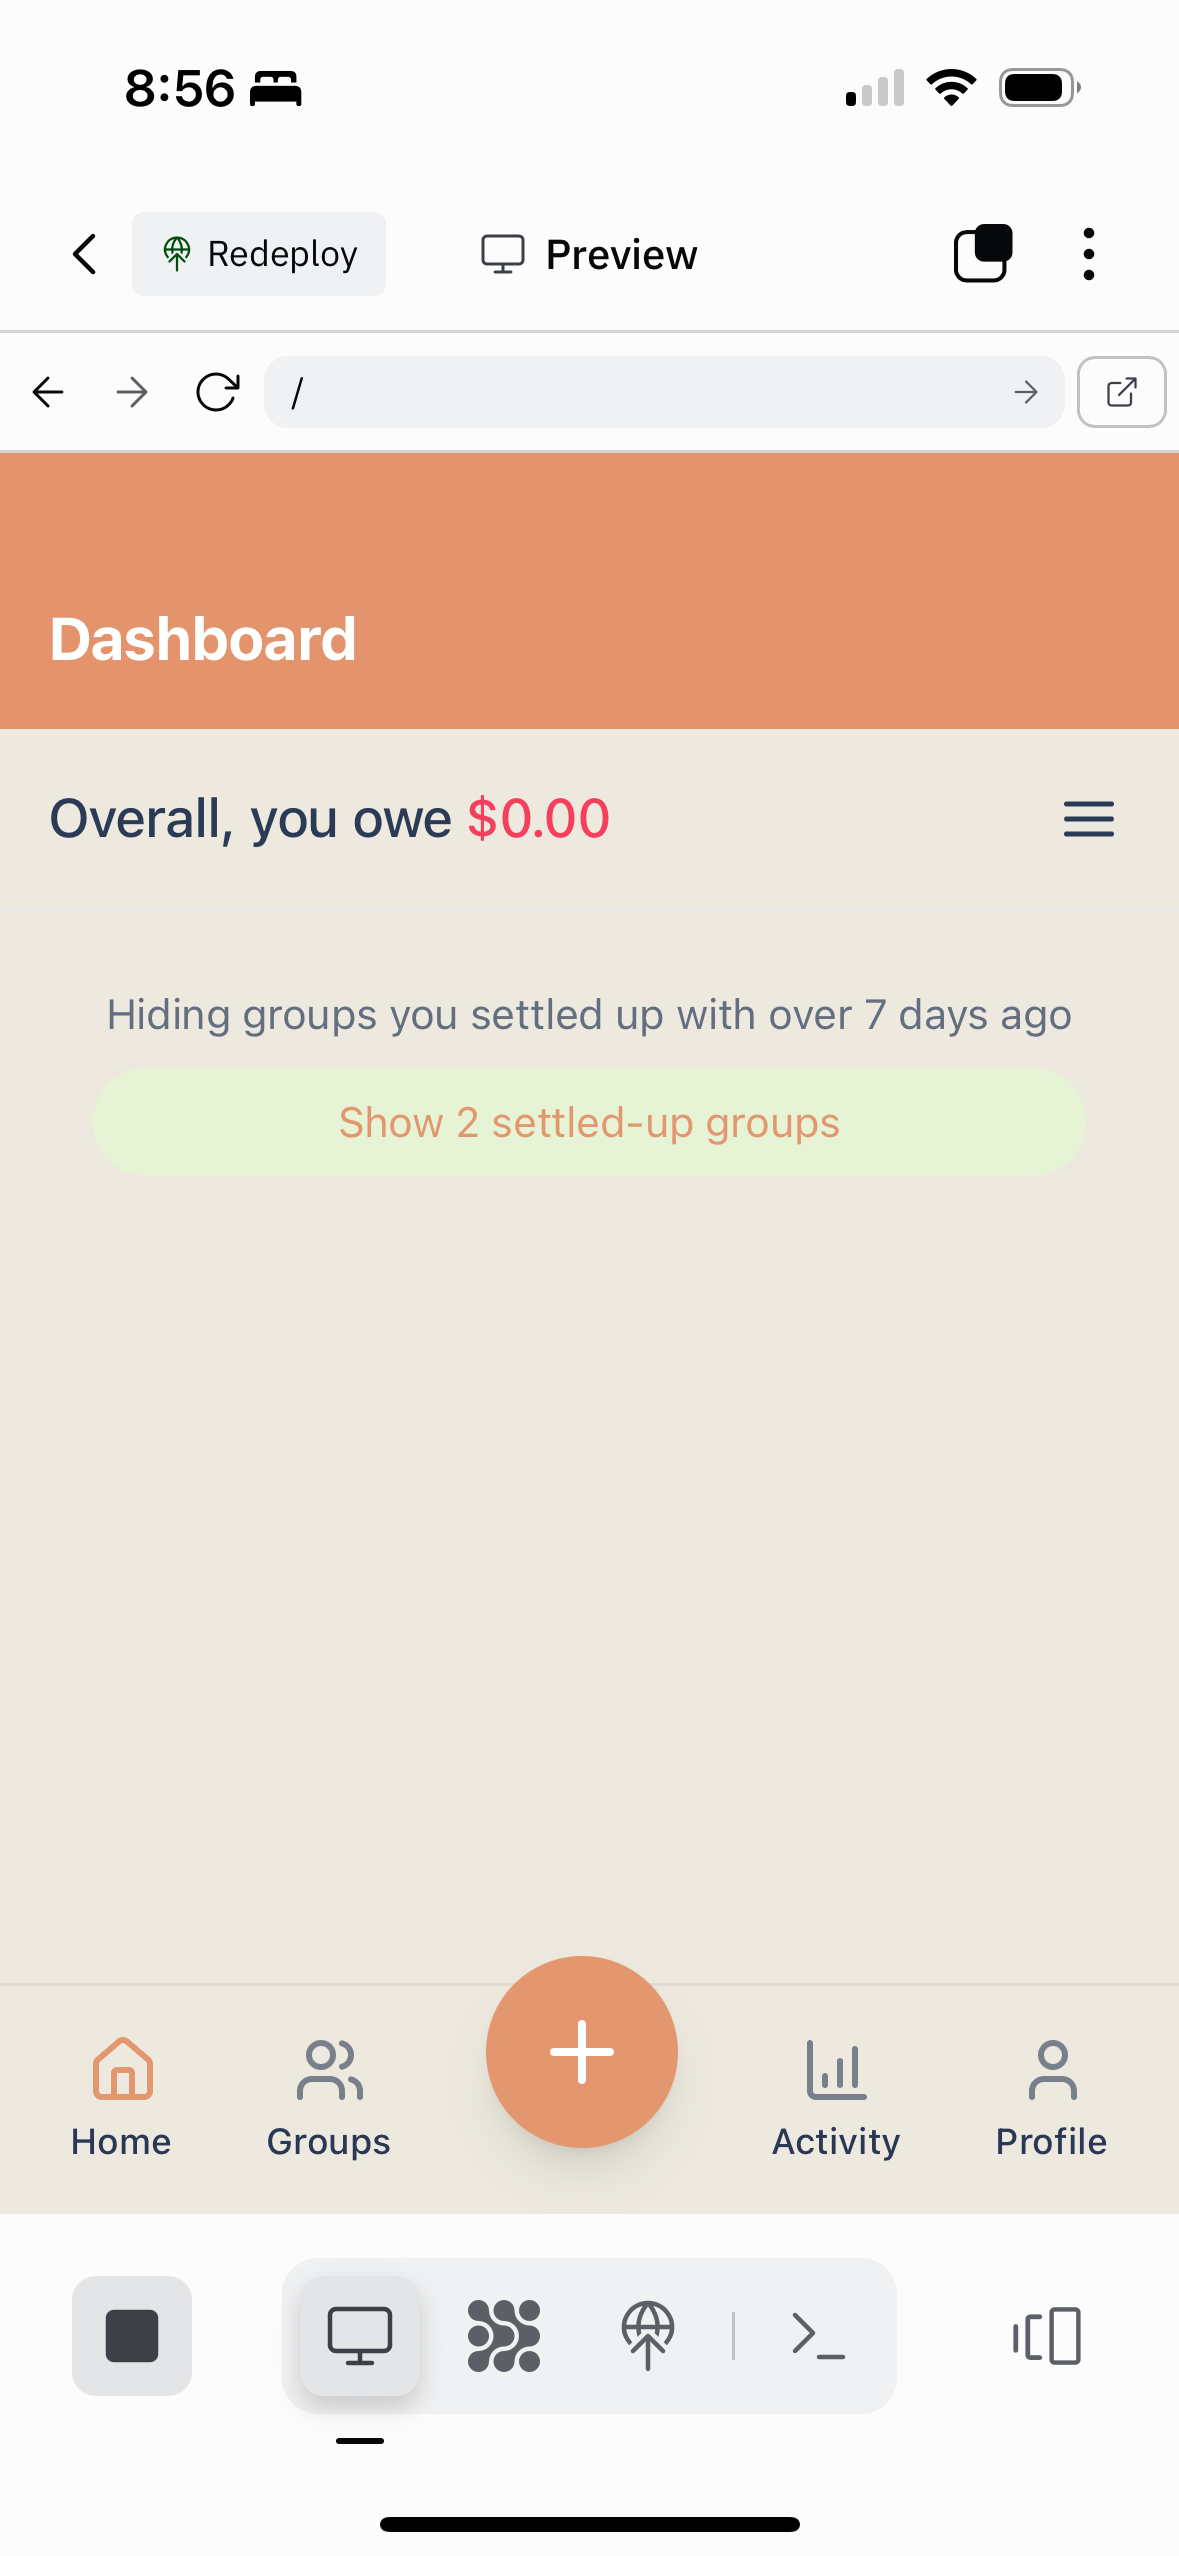 8:56
Redeploy
Preview
/
Dashboard
Overall, you owe $0.00
Hiding groups you settled up with over 7 days ago
Show 2 settled-up groups
Home
Groups
Activity
Profile